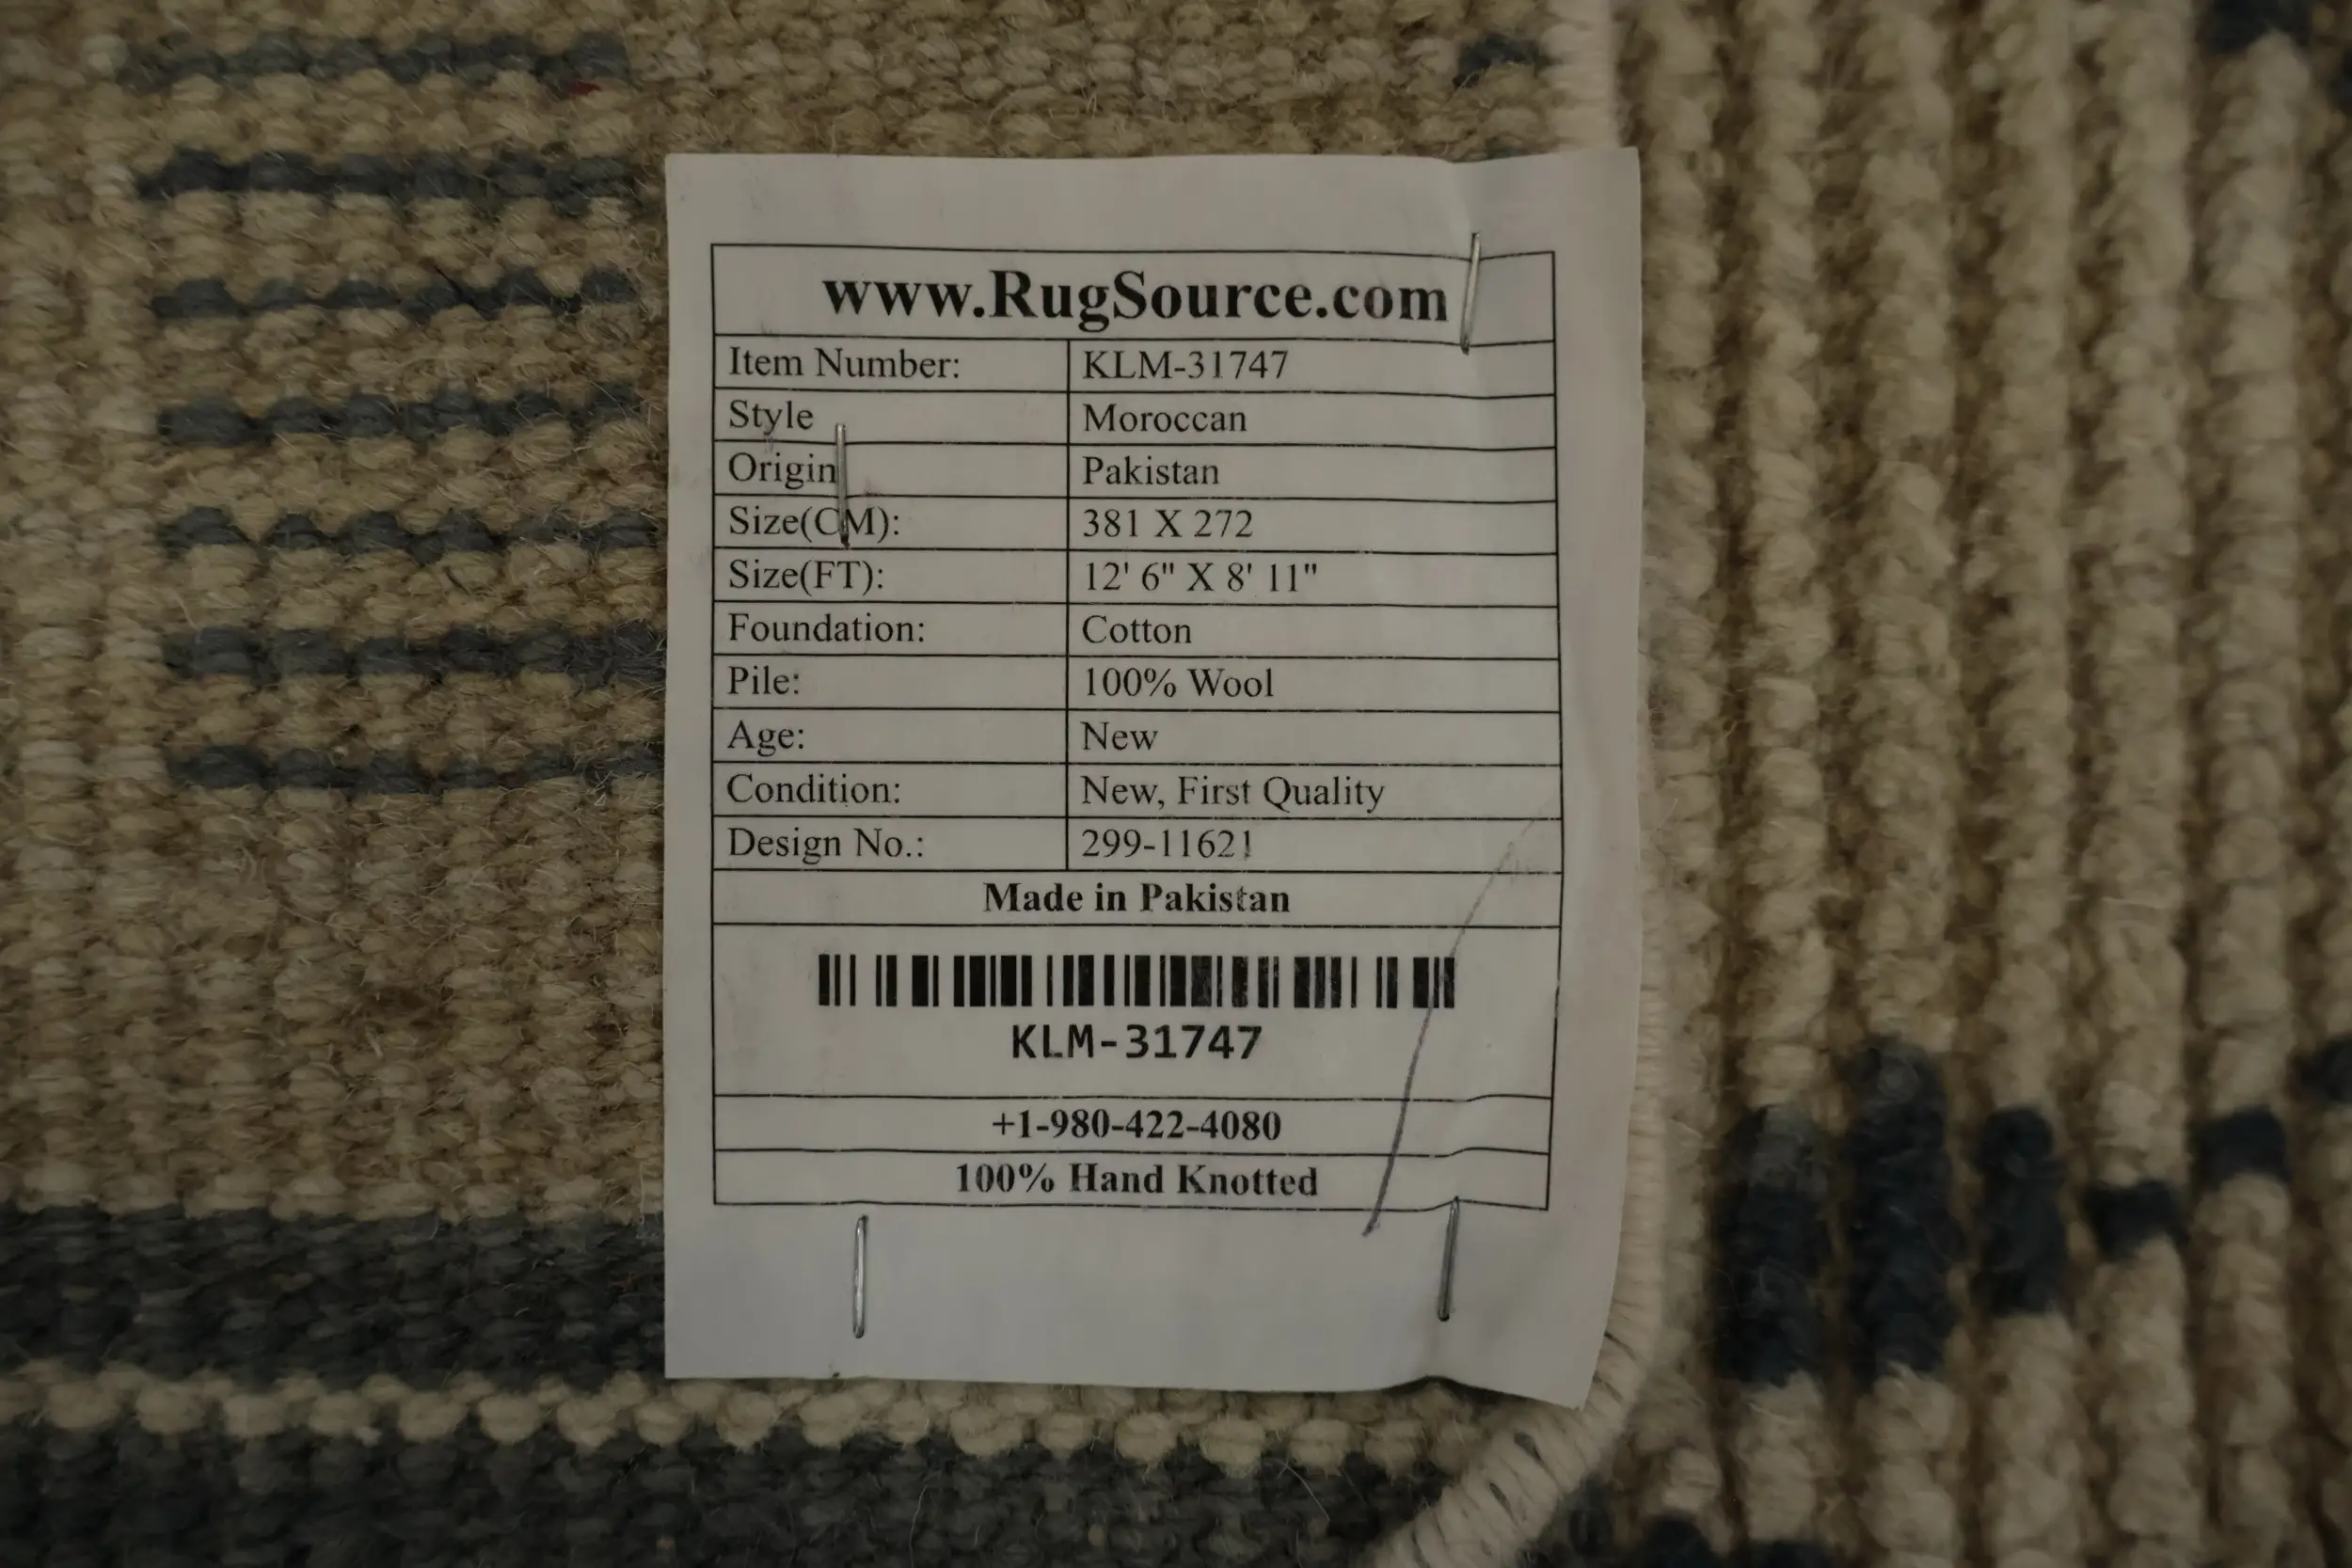 www.RugSource.com
Item Number: KLM-31747
Style Moroccan
Origin Pakistan
Size(CM): 381 X 272
Size(FT): 12' 6" X 8' 11"
Foundation: Cotton
Pile: 100% Wool
Age: New
Condition: New, First Quality
Design No.: 299-11621
Made in Pakistan
KLM-31747
+1-980-422-4080
100% Hand Knotted